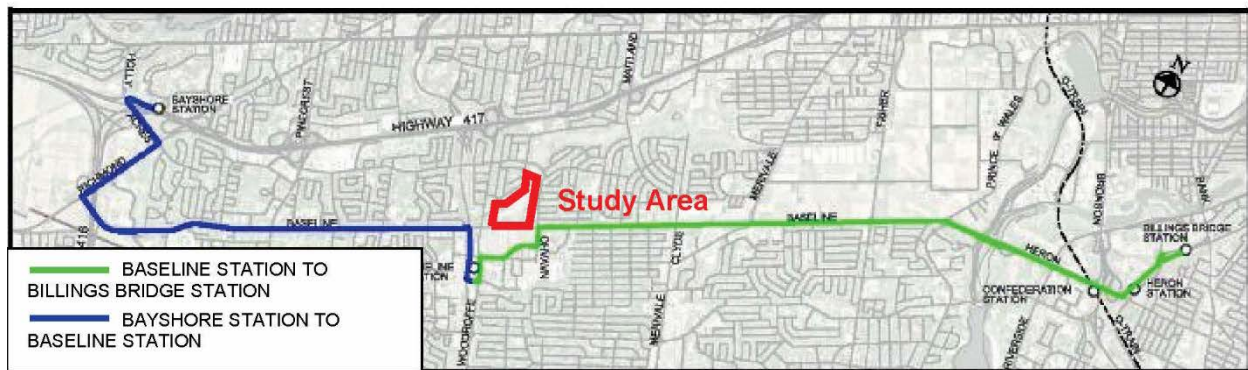 HOLLY
ACRES
BAYSHORE
STATION
RICHMOND
416
PINECREST
HIGHWAY 417
MAITLAND
Study Area
BASELINE
WOODROFFE
NAVAHO
CLYDE
MERIVALE
MERIVALE
BASELINE
FISHER
PRINCE OF WALES
HERON
O-TRAIN
BRONSON
BANK
BILLINGS BRIDGE
STATION
HERON
STATION
CONFEDERATION
STATION
RIVERSIDE
O-TRAIN
N
BASELINE STATION TO
BILLINGS BRIDGE STATION
BAYSHORE STATION TO
BASELINE STATION